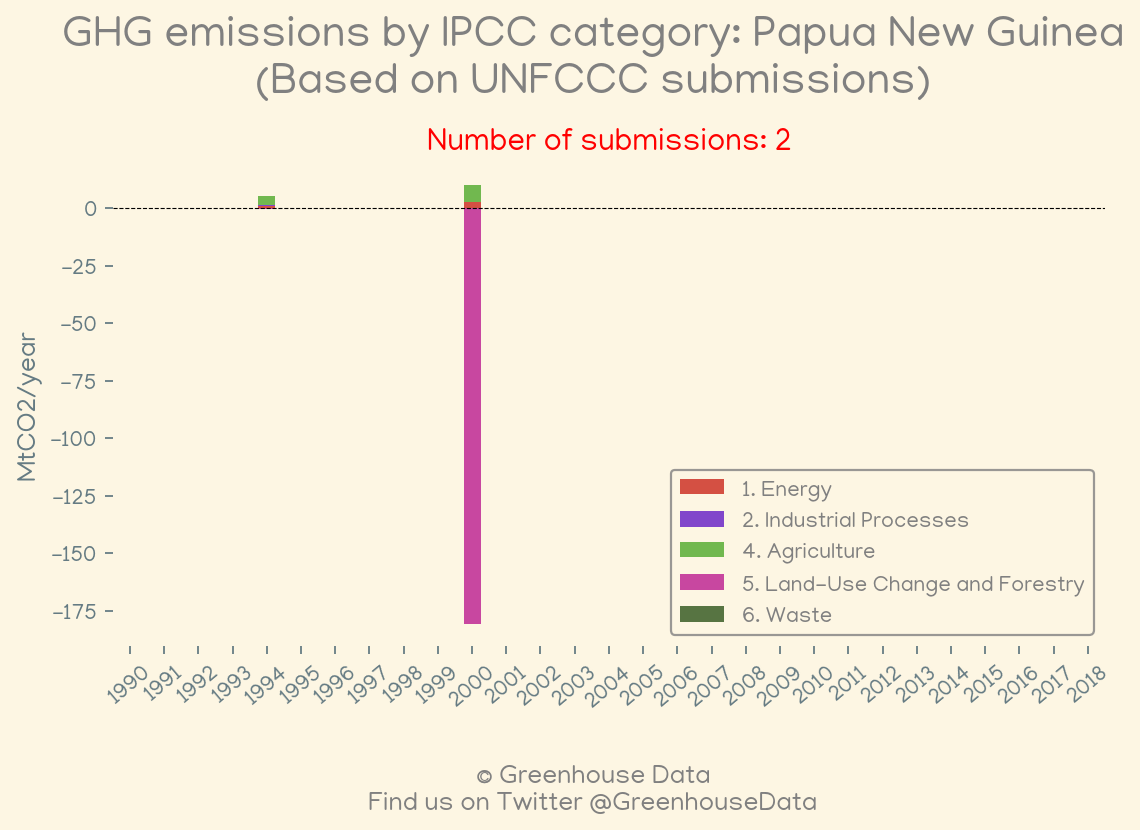 GHG emissions by IPCC category: Papua New Guinea
(Based on UNFCCC submissions)
Number of submissions: 2
MtCO2/year
0
−25
−50
−75
−100
−125
−150
−175
1. Energy
2. Industrial Processes
4. Agriculture
5. Land-Use Change and Forestry
6. Waste
1990 1991 1992 1993 1994 1995 1996 1997 1998 1999 2000 2001 2002 2003 2004 2005 2006 2007 2008 2009 2010 2011 2012 2013 2014 2015 2016 2017 2018
© Greenhouse Data
Find us on Twitter @GreenhouseData